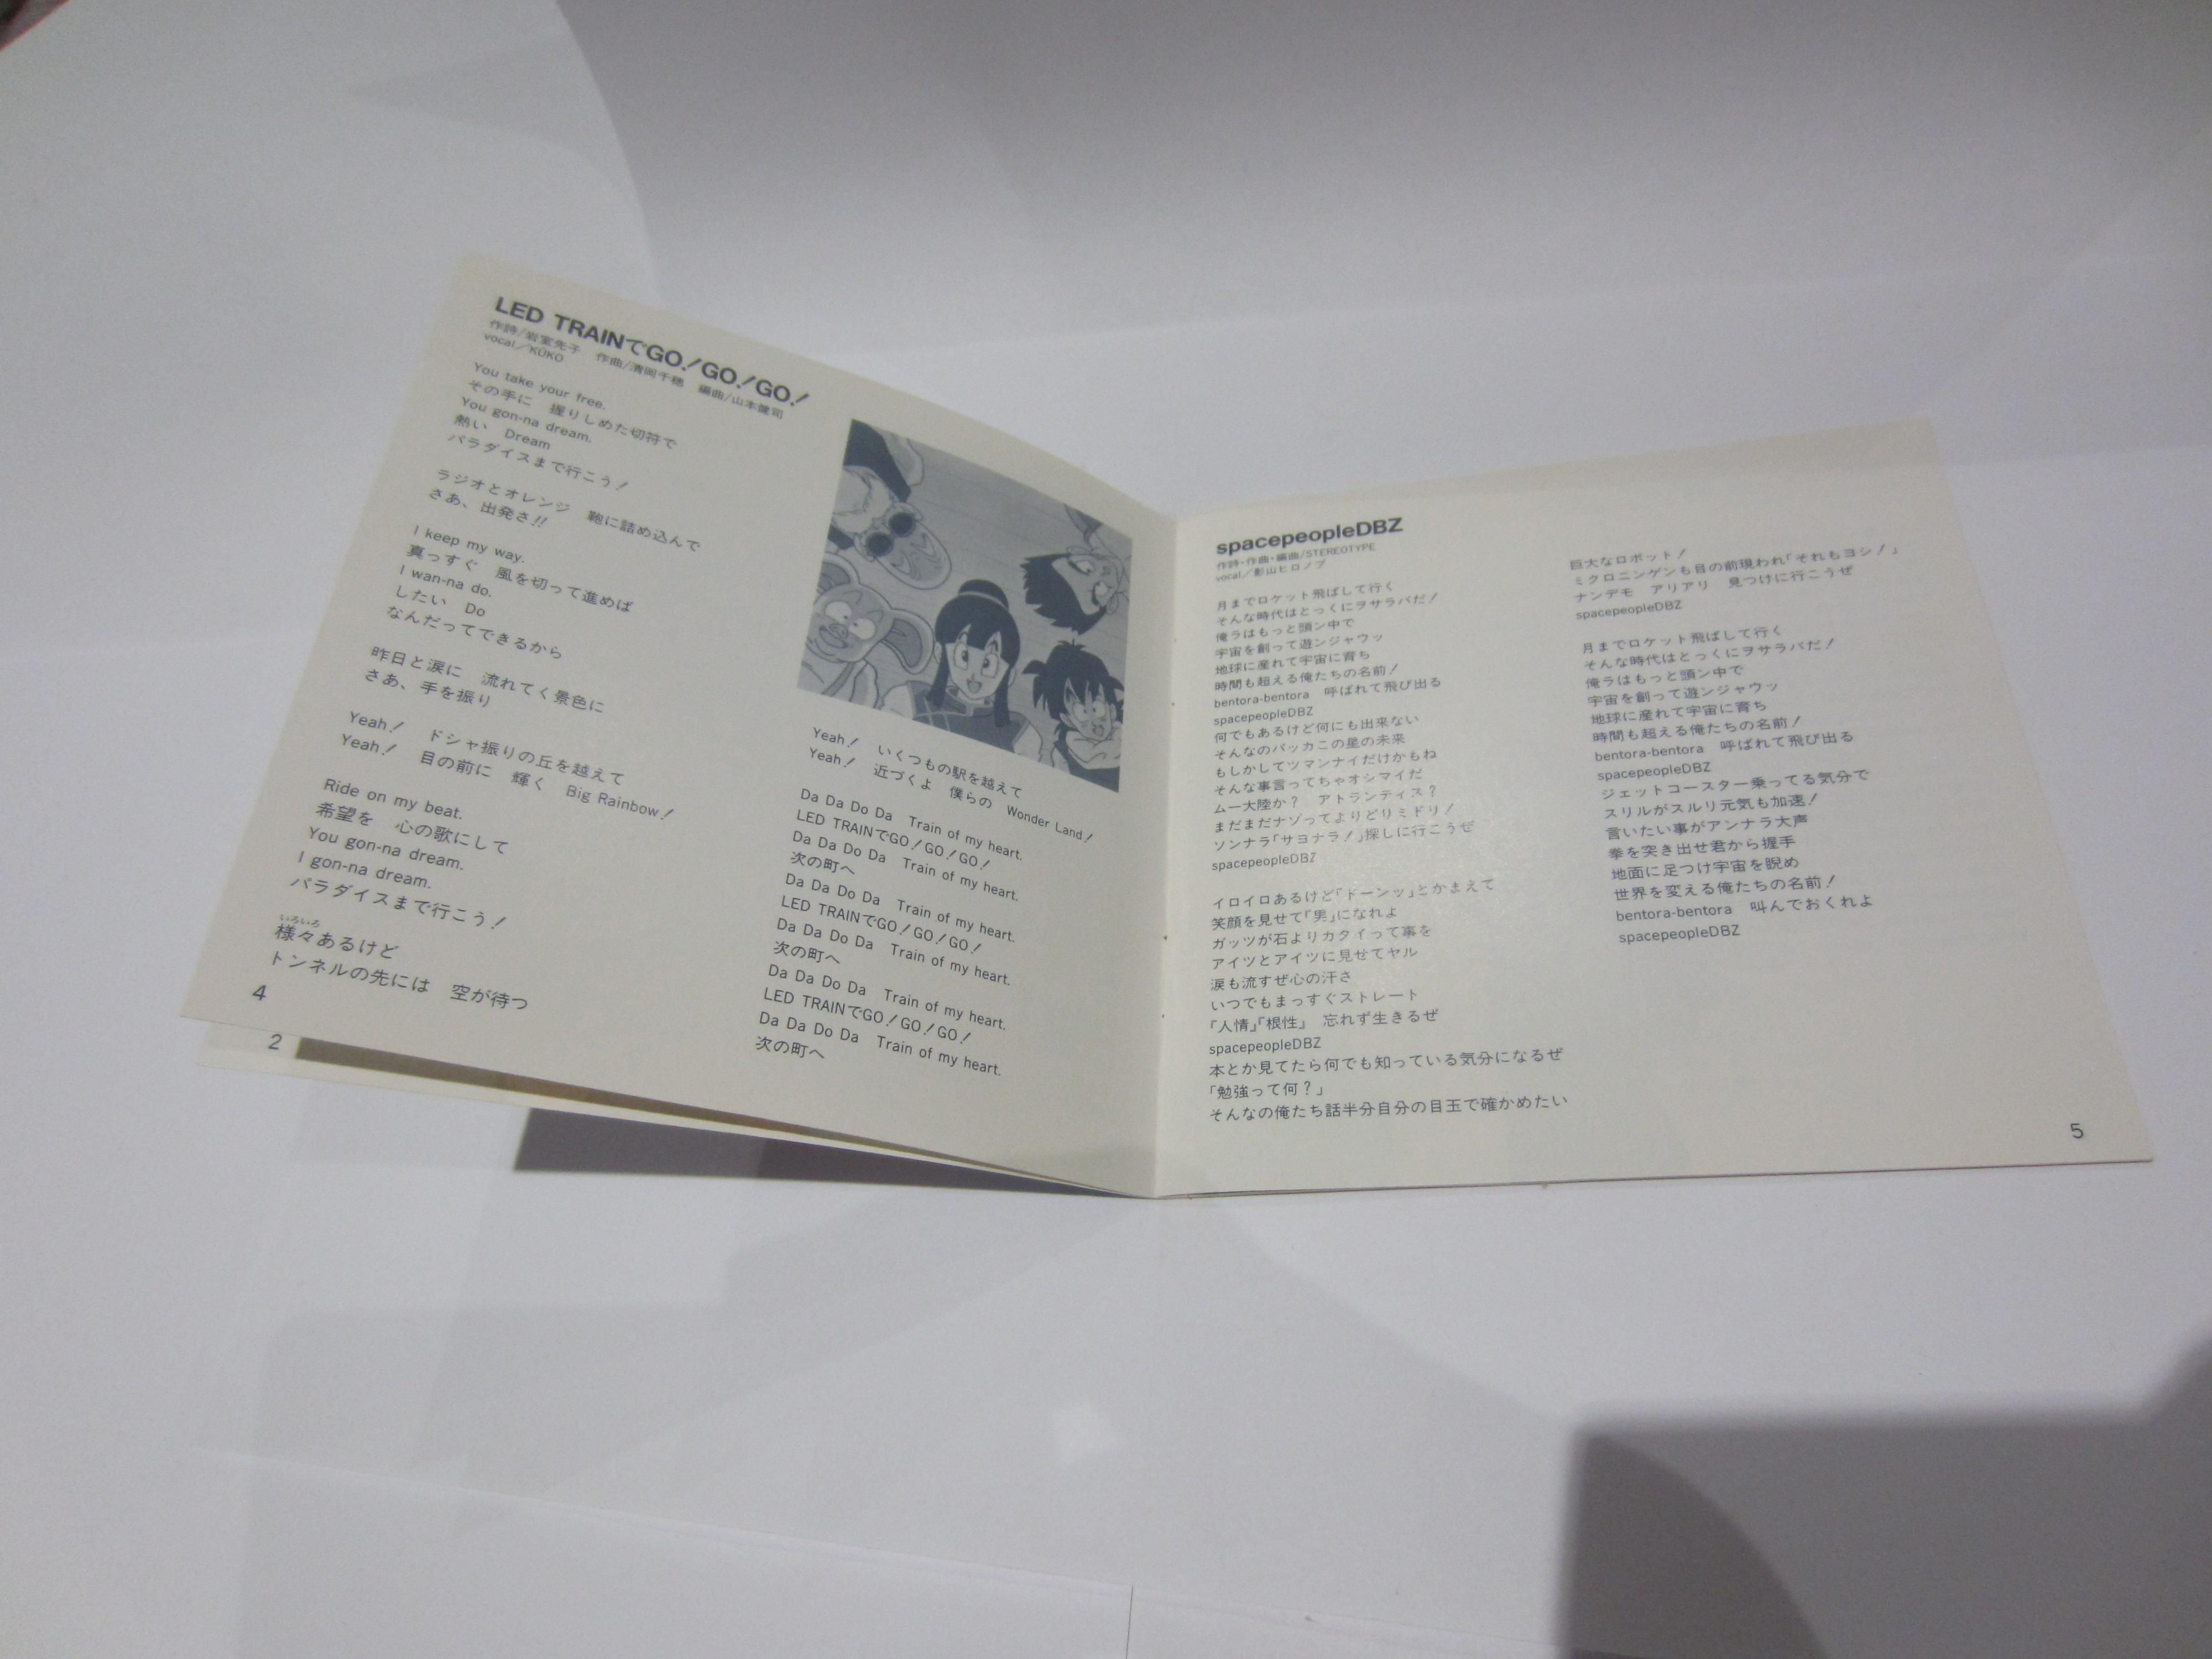 LED TRAINでGO!GO!GO!
作詩/岩室先子　作曲/清岡千穂　編曲/山本健司
vocal/KUKO
You take your free.
その手に　握りしめた切符で
You gon-na dream.
熱い　Dream
パラダイスまで行こう!
ラジオとオレンジ　鞄に詰め込んで
さあ、出発さ!!
I keep my way.
真っすぐ　風を切って進めば
I wan-na do.
したい　Do
なんだってできるから
昨日と涙に　流れてく景色に
さあ、手を振り
Yeah!　ドシャ振りの丘を越えて
Yeah!　目の前に　輝く　Big Rainbow!
Ride on my beat.
希望を　心の歌にして
You gon-na dream.
I gon-na dream.
パラダイスまで行こう!
いろいろ
様々あるけど
トンネルの先には　空が待つ
4
2
Yeah!　いくつもの駅を越えて
Yeah!　近づくよ　僕らの　Wonder Land!
Da Da Do Da　Train of my heart.
LED TRAINでGO!GO!GO!
Da Da Do Da　Train of my heart.
次の町へ
Da Da Do Da　Train of my heart.
LED TRAINでGO!GO!GO!
Da Da Do Da　Train of my heart.
次の町へ
Da Da Do Da　Train of my heart.
LED TRAINでGO!GO!GO!
Da Da Do Da　Train of my heart.
次の町へ
spacepeopleDBZ
作詩・作曲・編曲/STEREOTYPE
vocal/影山ヒロノブ
月までロケット飛ばして行く
そんな時代はとっくにヲサラバだ!
俺ラはもっと頭ン中で
宇宙を創って遊ンジャウッ
地球に産れて宇宙に育ち
時間も超える俺たちの名前!
bentora-bentora　呼ばれて飛び出る
spacepeopleDBZ
何でもあるけど何にも出来ない
そんなのバッカこの星の未来
もしかしてツマンナイだけかもね
そんな事言ってちゃオシマイだ
ムー大陸か?　アトランティス?
まだまだナゾってよりどりミドリ!
ソンナラ「サヨナラ!」探しに行こうぜ
spacepeopleDBZ
イロイロあるけど「ドーンッ」とかまえて
笑顔を見せて「男」になれよ
ガッツが石よりカタイって事を
アイツとアイツに見せてヤル
涙も流すぜ心の汗さ
いつでもまっすぐストレート
「人情」「根性」　忘れず生きるぜ
spacepeopleDBZ
本とか見てたら何でも知っている気分になるぜ
「勉強って何?」
そんなの俺たち話半分自分の目玉で確かめたい
巨大なロボット!
ミクロニンゲンも目の前現われ「それもヨシ!」
ナンデモ　アリアリ　見つけに行こうぜ
spacepeopleDBZ
月までロケット飛ばして行く
そんな時代はとっくにヲサラバだ!
俺ラはもっと頭ン中で
宇宙を創って遊ンジャウッ
地球に産れて宇宙に育ち
時間も超える俺たちの名前!
bentora-bentora　呼ばれて飛び出る
spacepeopleDBZ
ジェットコースター乗ってる気分で
スリルがスルリ元気も加速!
言いたい事がアンナラ大声
拳を突き出せ君から握手
地面に足つけ宇宙を睨め
世界を変える俺たちの名前!
bentora-bentora　叫んでおくれよ
spacepeopleDBZ
5